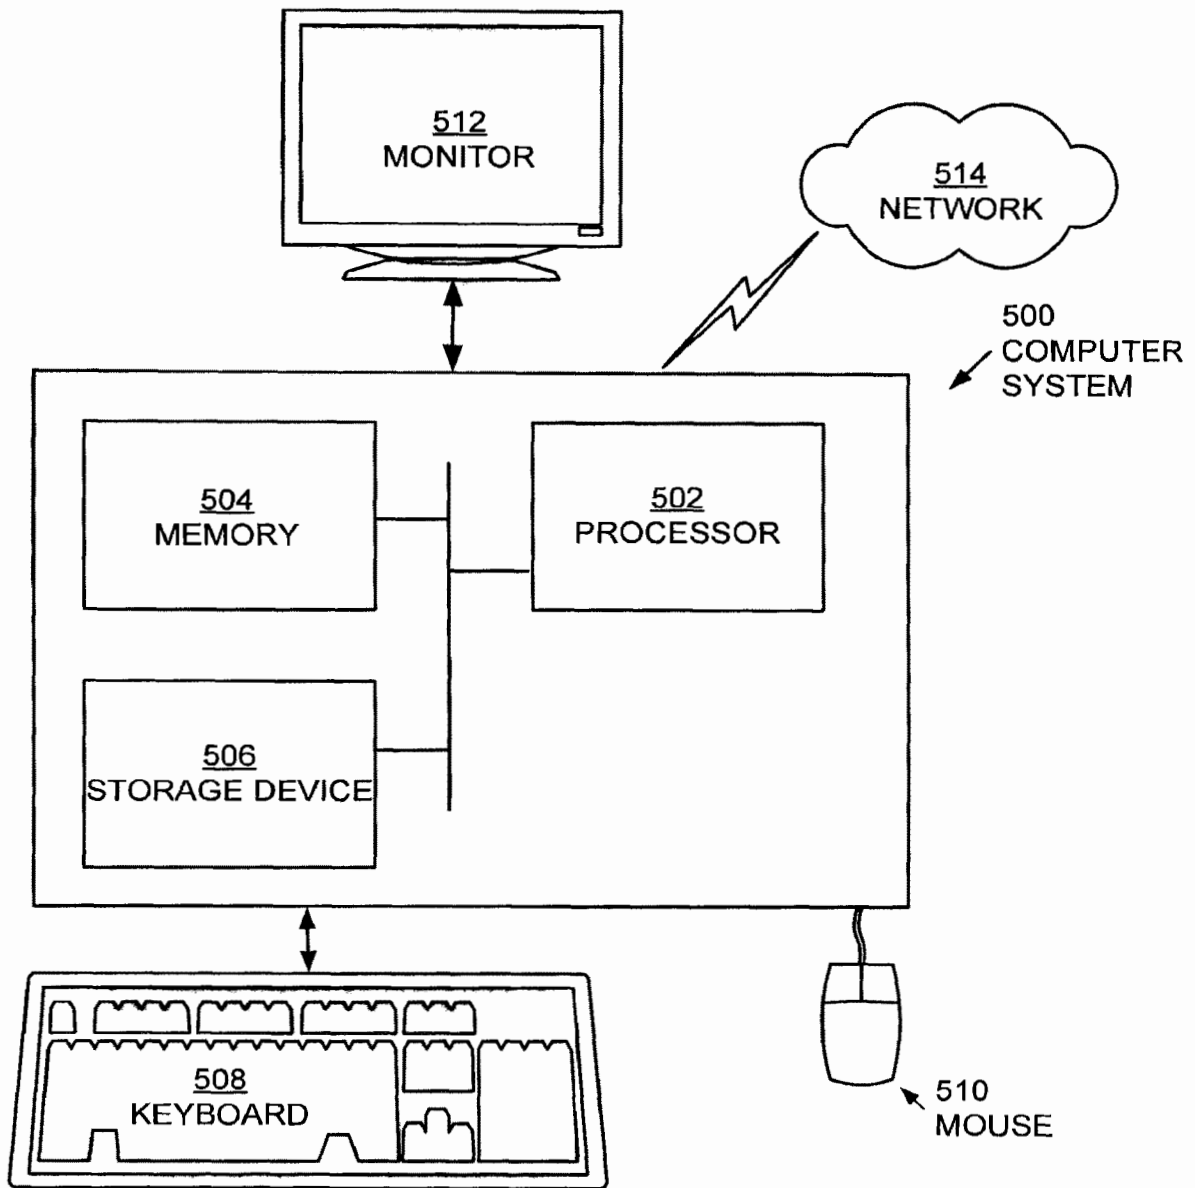 512
MONITOR
514
NETWORK
500
COMPUTER
SYSTEM
504
MEMORY
502
PROCESSOR
506
STORAGE DEVICE
508
KEYBOARD
510
MOUSE